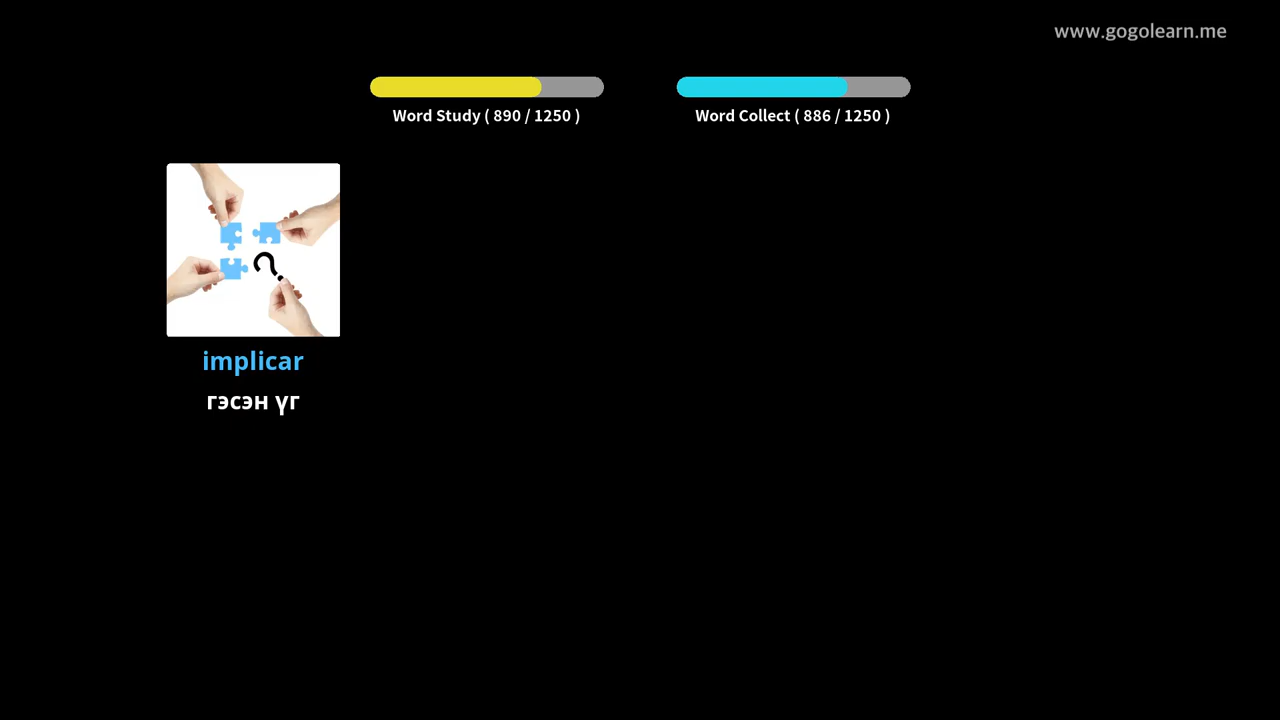 www.gogolearn.me
Word Study ( 890 / 1250 )
Word Collect ( 886 / 1250 )
implicar
гэсэн үг